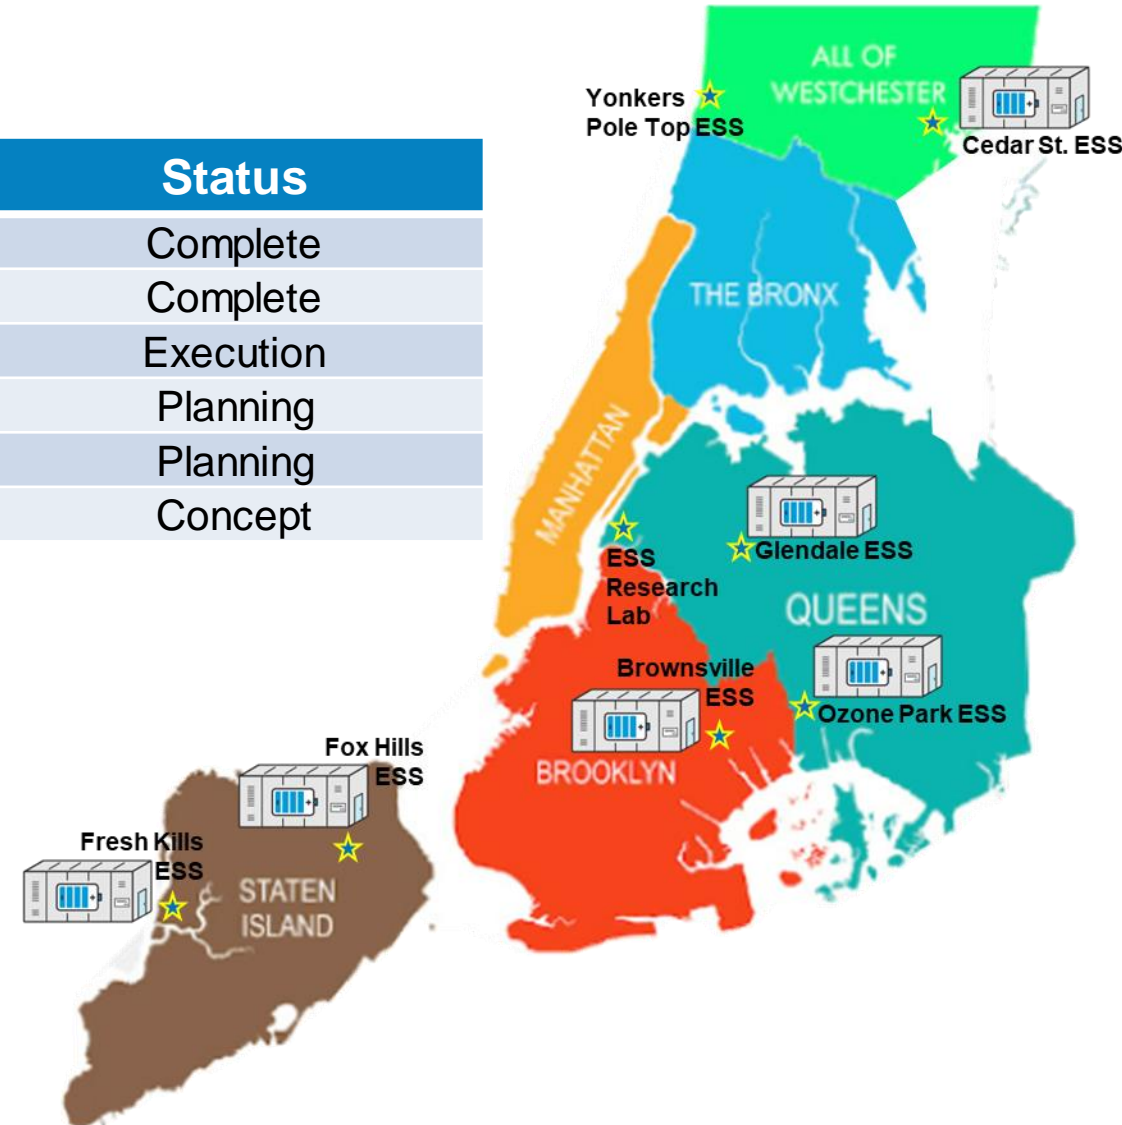 Status
Complete
Complete
Execution
Planning
Planning
Concept
ALL OF
WESTCHESTER
Yonkers
Pole Top ESS
Cedar St. ESS
THE BRONX
MANHATTAN
Glendale ESS
ESS
Research
Lab
QUEENS
Brownsville
ESS
Ozone Park ESS
BROOKLYN
Fox Hills
ESS
Fresh Kills
ESS
STATEN
ISLAND